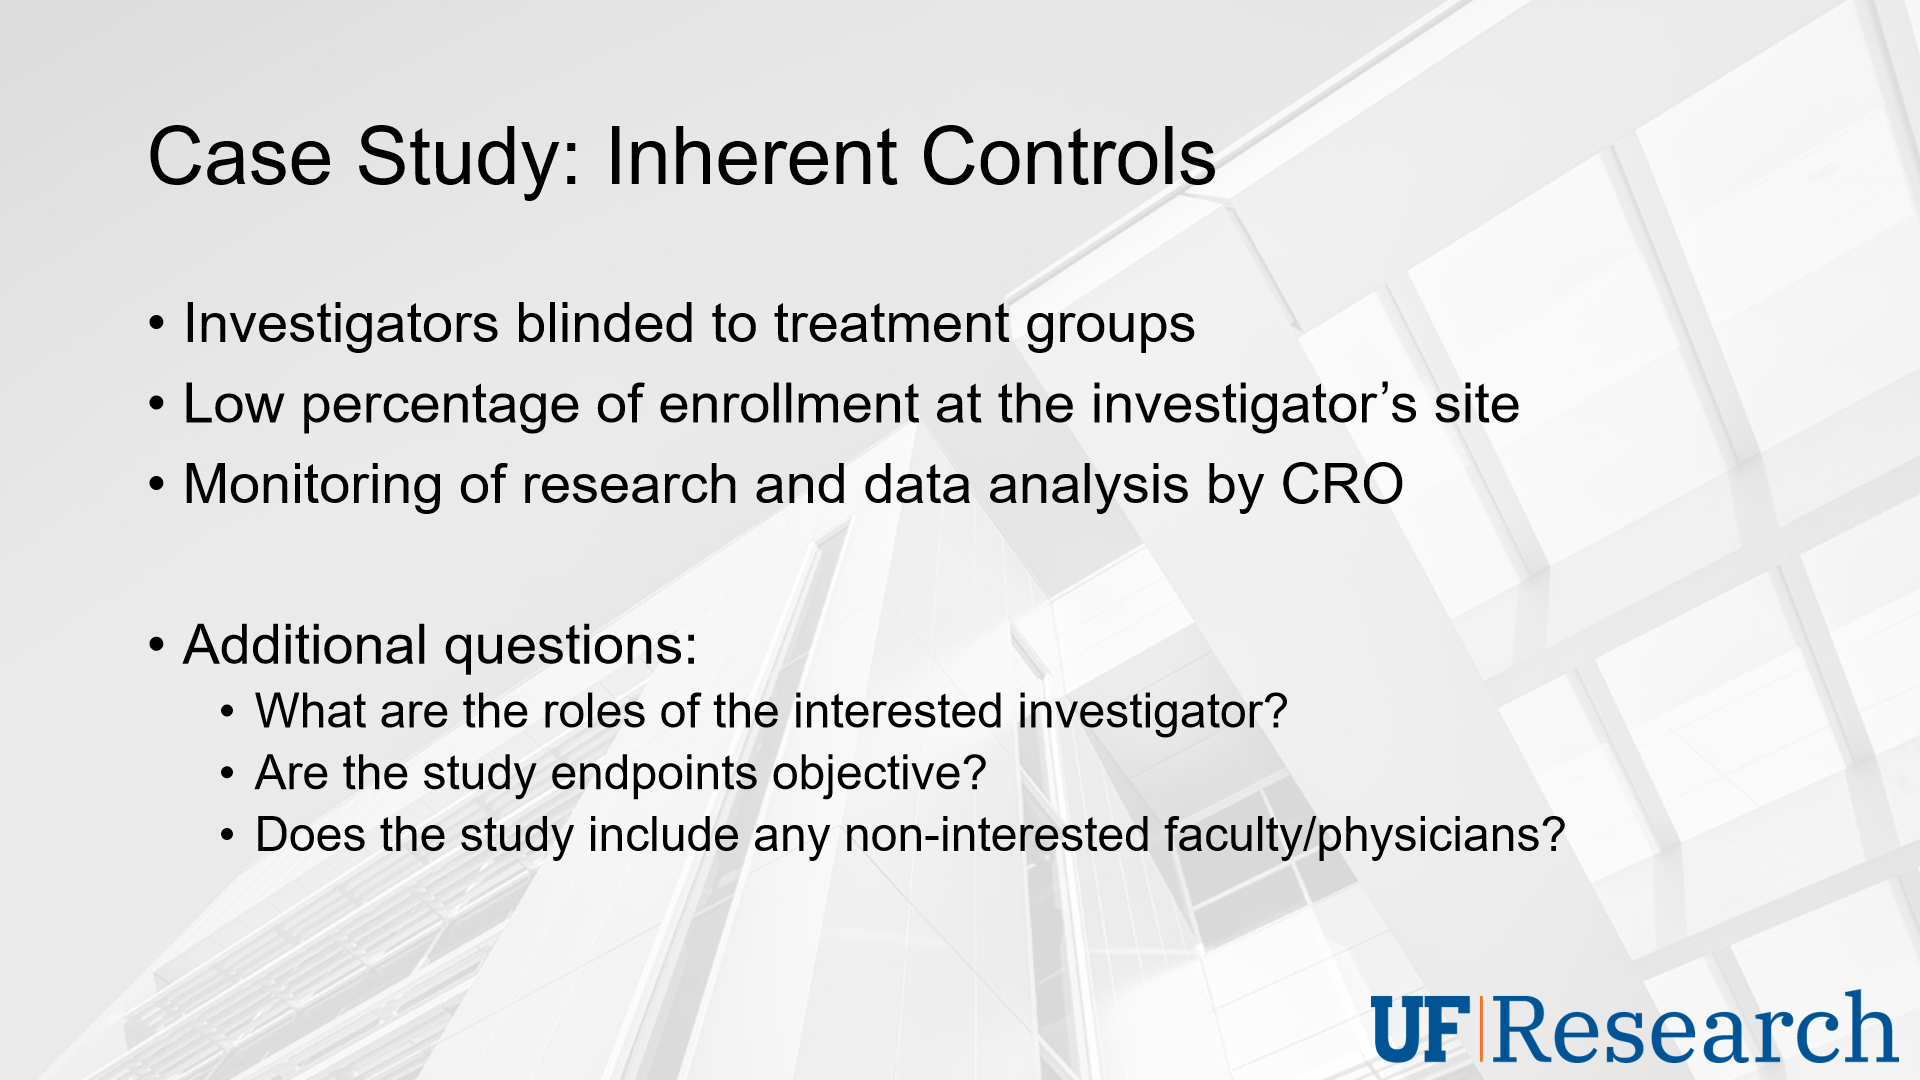 Case Study: Inherent Controls
• Investigators blinded to treatment groups
• Low percentage of enrollment at the investigator’s site
• Monitoring of research and data analysis by CRO
• Additional questions:
• What are the roles of the interested investigator?
• Are the study endpoints objective?
• Does the study include any non-interested faculty/physicians?
UF Research